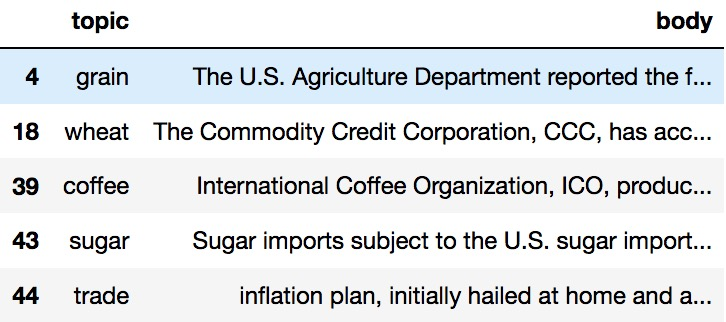 topic body
4 grain The U.S. Agriculture Department reported the f...
18 wheat The Commodity Credit Corporation, CCC, has acc...
39 coffee International Coffee Organization, ICO, produc...
43 sugar Sugar imports subject to the U.S. sugar import...
44 trade inflation plan, initially hailed at home and a...